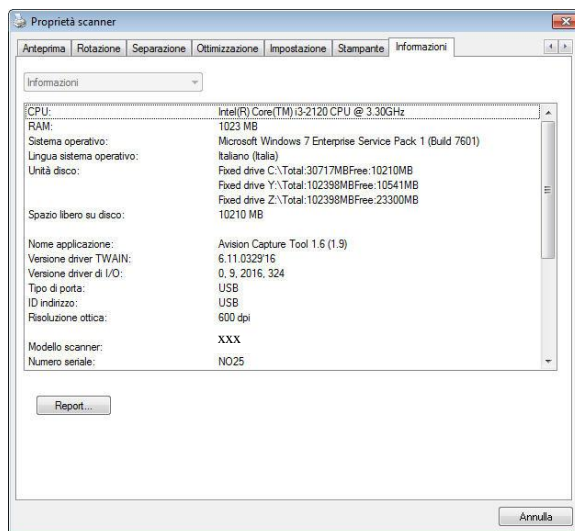 Proprietà scanner
Anteprima Rotazione Separazione Ottimizzazione Impostazione Stampante Informazioni
Informazioni
CPU: Intel(R) Core(TM) i3-2120 CPU @ 3.30GHz
RAM: 1023 MB
Sistema operativo: Microsoft Windows 7 Enterprise Service Pack 1 (Build 7601)
Lingua sistema operativo: Italiano (Italia)
Unità disco: Fixed drive C:\Total:30717MBFree:10210MB
Fixed drive Y:\Total:102398MBFree:10541MB
Fixed drive Z:\Total:102398MBFree:23300MB
Spazio libero su disco: 10210 MB
Nome applicazione: Avision Capture Tool 1.6 (1.9)
Versione driver TWAIN: 6.11.0329'16
Versione driver di I/O: 0, 9, 2016, 324
Tipo di porta: USB
ID indirizzo: USB
Risoluzione ottica: 600 dpi
Modello scanner: XXX
Numero seriale: NO25
Report...
Annulla